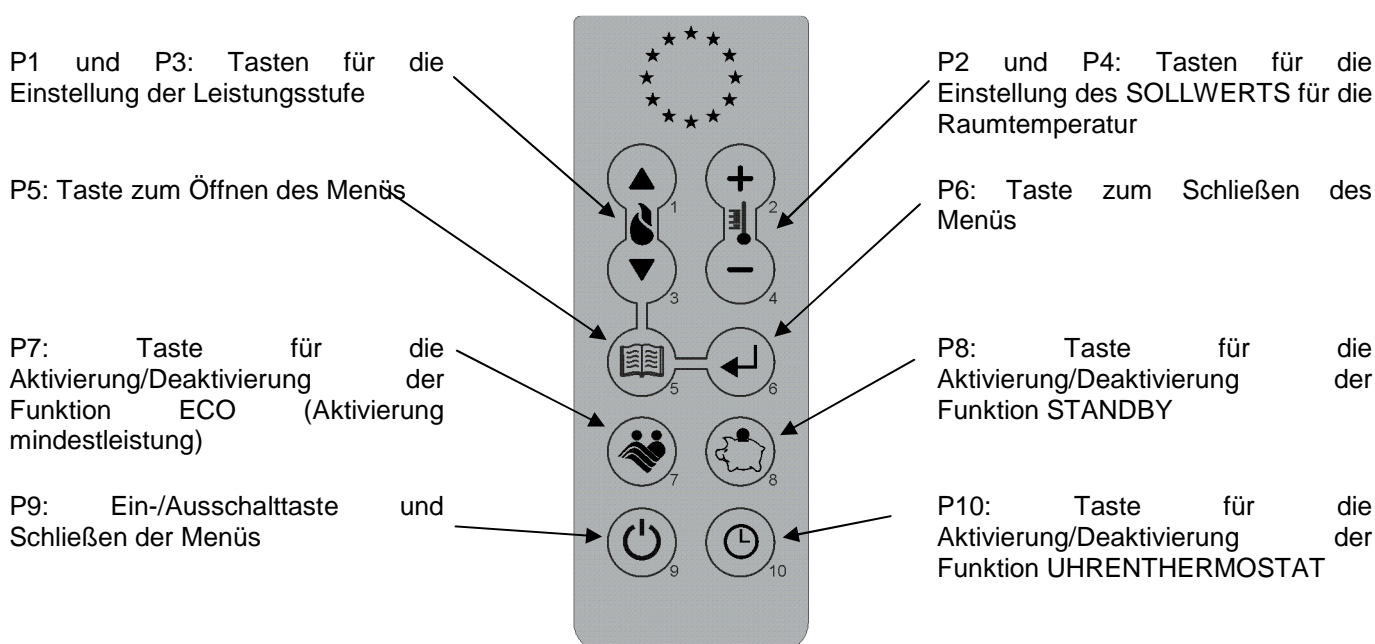 P1 und P3: Tasten für die
Einstellung der Leistungsstufe
P5: Taste zum Öffnen des Menüs
P7: Taste für die
Aktivierung/Deaktivierung der
Funktion ECO (Aktivierung
mindestleistung)
P9: Ein-/Ausschalttaste und
Schließen der Menüs
1
2
3
4
5
6
7
8
9
10
P2 und P4: Tasten für die
Einstellung des SOLLWERTS für die
Raumtemperatur
P6: Taste zum Schließen des
Menüs
P8: Taste für die
Aktivierung/Deaktivierung der
Funktion STANDBY
P10: Taste für die
Aktivierung/Deaktivierung der
Funktion UHRENTHERMOSTAT